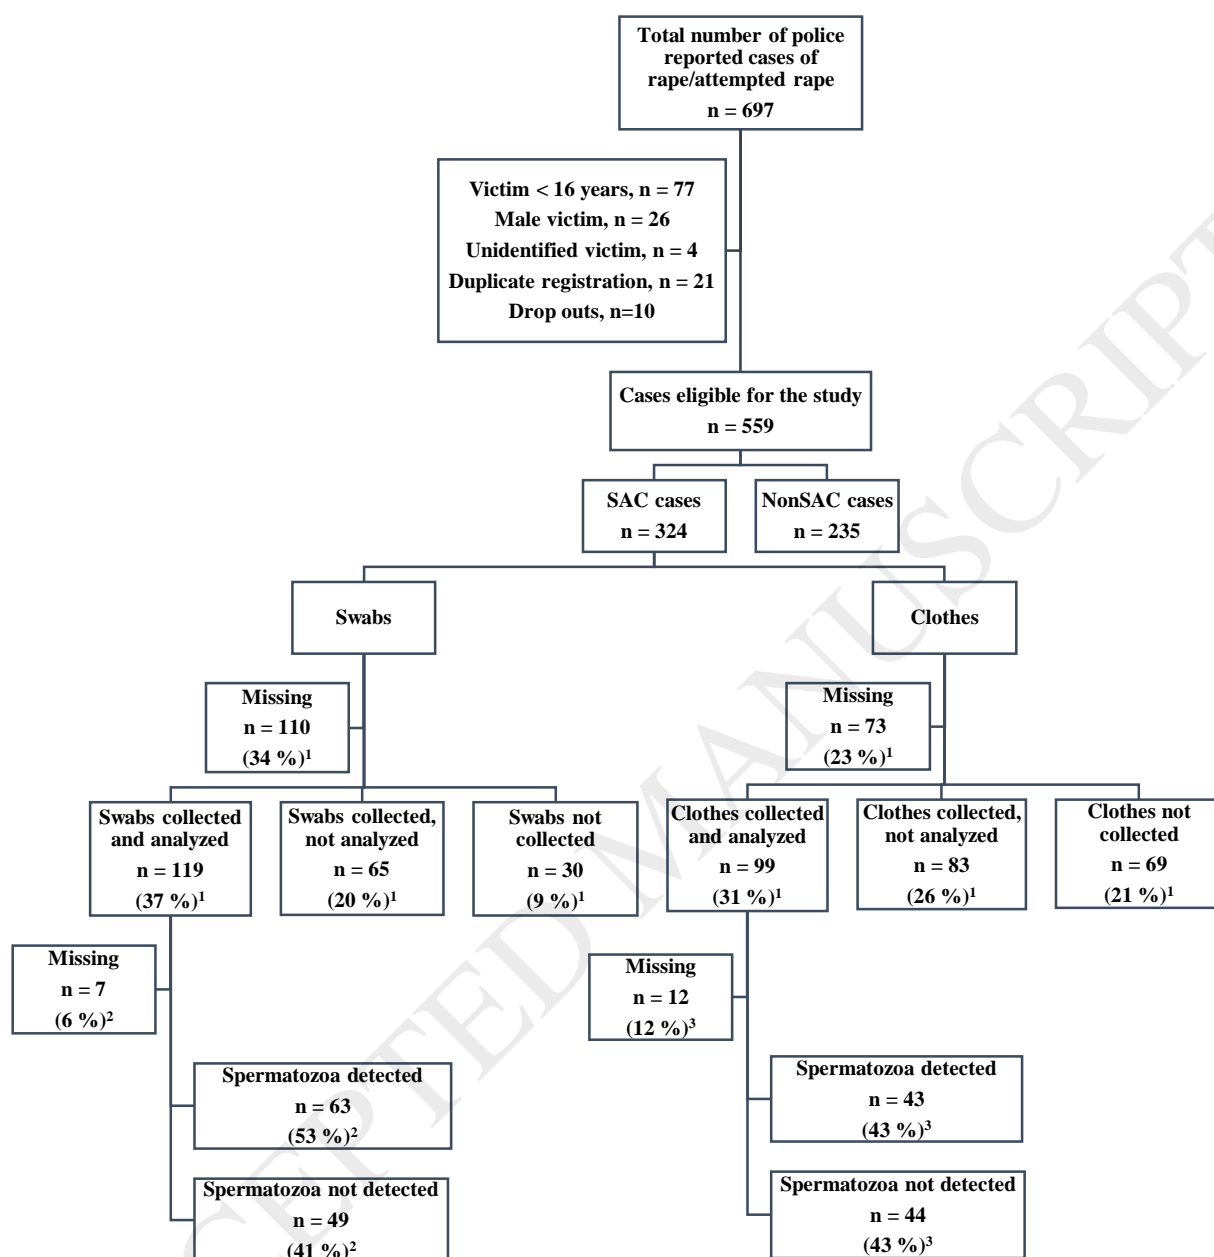 Total number of police
reported cases of
rape/attempted rape
n = 697
Victim < 16 years, n = 77
Male victim, n = 26
Unidentified victim, n = 4
Duplicate registration, n = 21
Drop outs, n=10
Cases eligible for the study
n = 559
SAC cases
n = 324
NonSAC cases
n = 235
Swabs
Clothes
Missing
n = 110
(34 %)¹
Missing
n = 73
(23 %)¹
Swabs collected
and analyzed
n = 119
(37 %)¹
Swabs collected,
not analyzed
n = 65
(20 %)¹
Swabs not
collected
n = 30
(9 %)¹
Clothes collected
and analyzed
n = 99
(31 %)¹
Clothes collected,
not analyzed
n = 83
(26 %)¹
Clothes not
collected
n = 69
(21 %)¹
Missing
n = 7
(6 %)²
Missing
n = 12
(12 %)³
Spermatozoa detected
n = 63
(53 %)²
Spermatozoa detected
n = 43
(43 %)³
Spermatozoa not detected
n = 49
(41 %)²
Spermatozoa not detected
n = 44
(43 %)³
CEPTED MANUSCRIPT